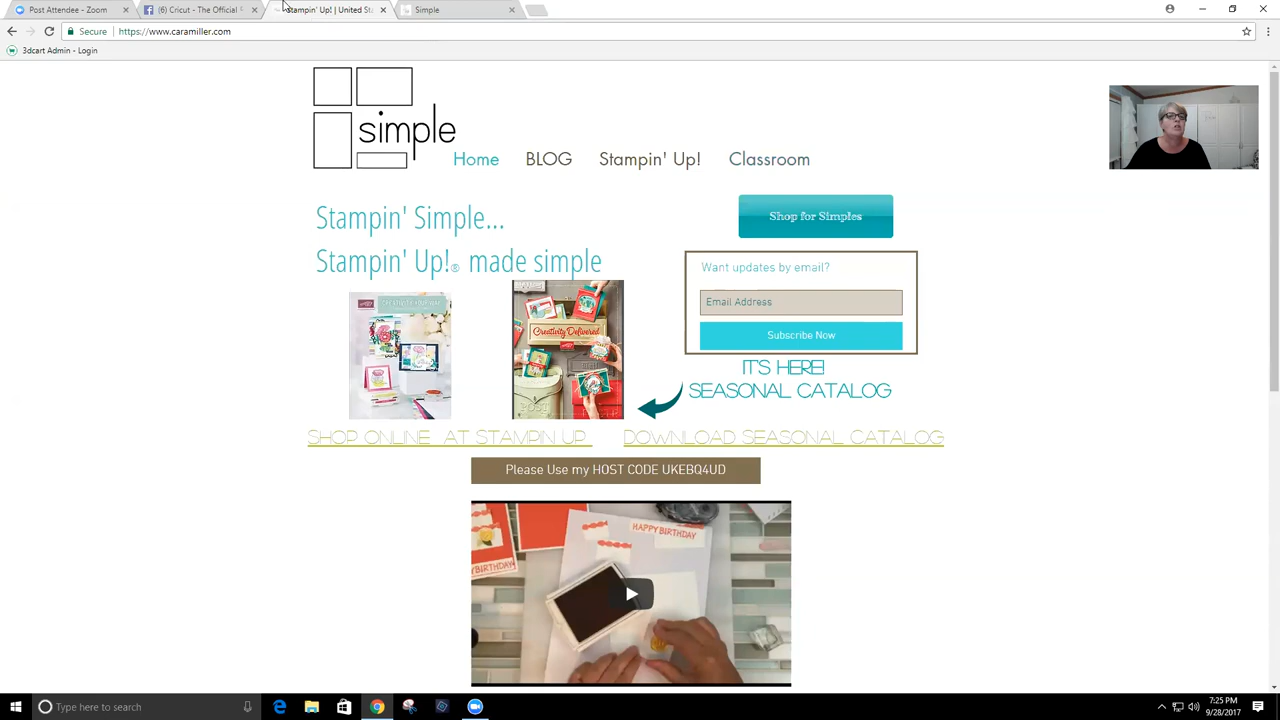 Post Attendee - Zoom
(6) Cricut - The Official
Stampin' Up! | United Sta
Simple
Secure
https://www.caramiller.com
3dcart Admin - Login
simple
Home
BLOG
Stampin' Up!
Classroom
Stampin' Simple...
Shop for Simples
Stampin' Up!® made simple
Want updates by email?
Email Address
Subscribe Now
Creativity Delivered
POST
IT'S HERE!
SEASONAL CATALOG
SHOP ONLINE AT STAMPIN UP
DOWNLOAD SEASONAL CATALOG
Please Use my HOST CODE UKEBQ4UD
HAPPY BIRTHDAY
BIRTHDAY
Type here to search
7:25 PM
9/28/2017